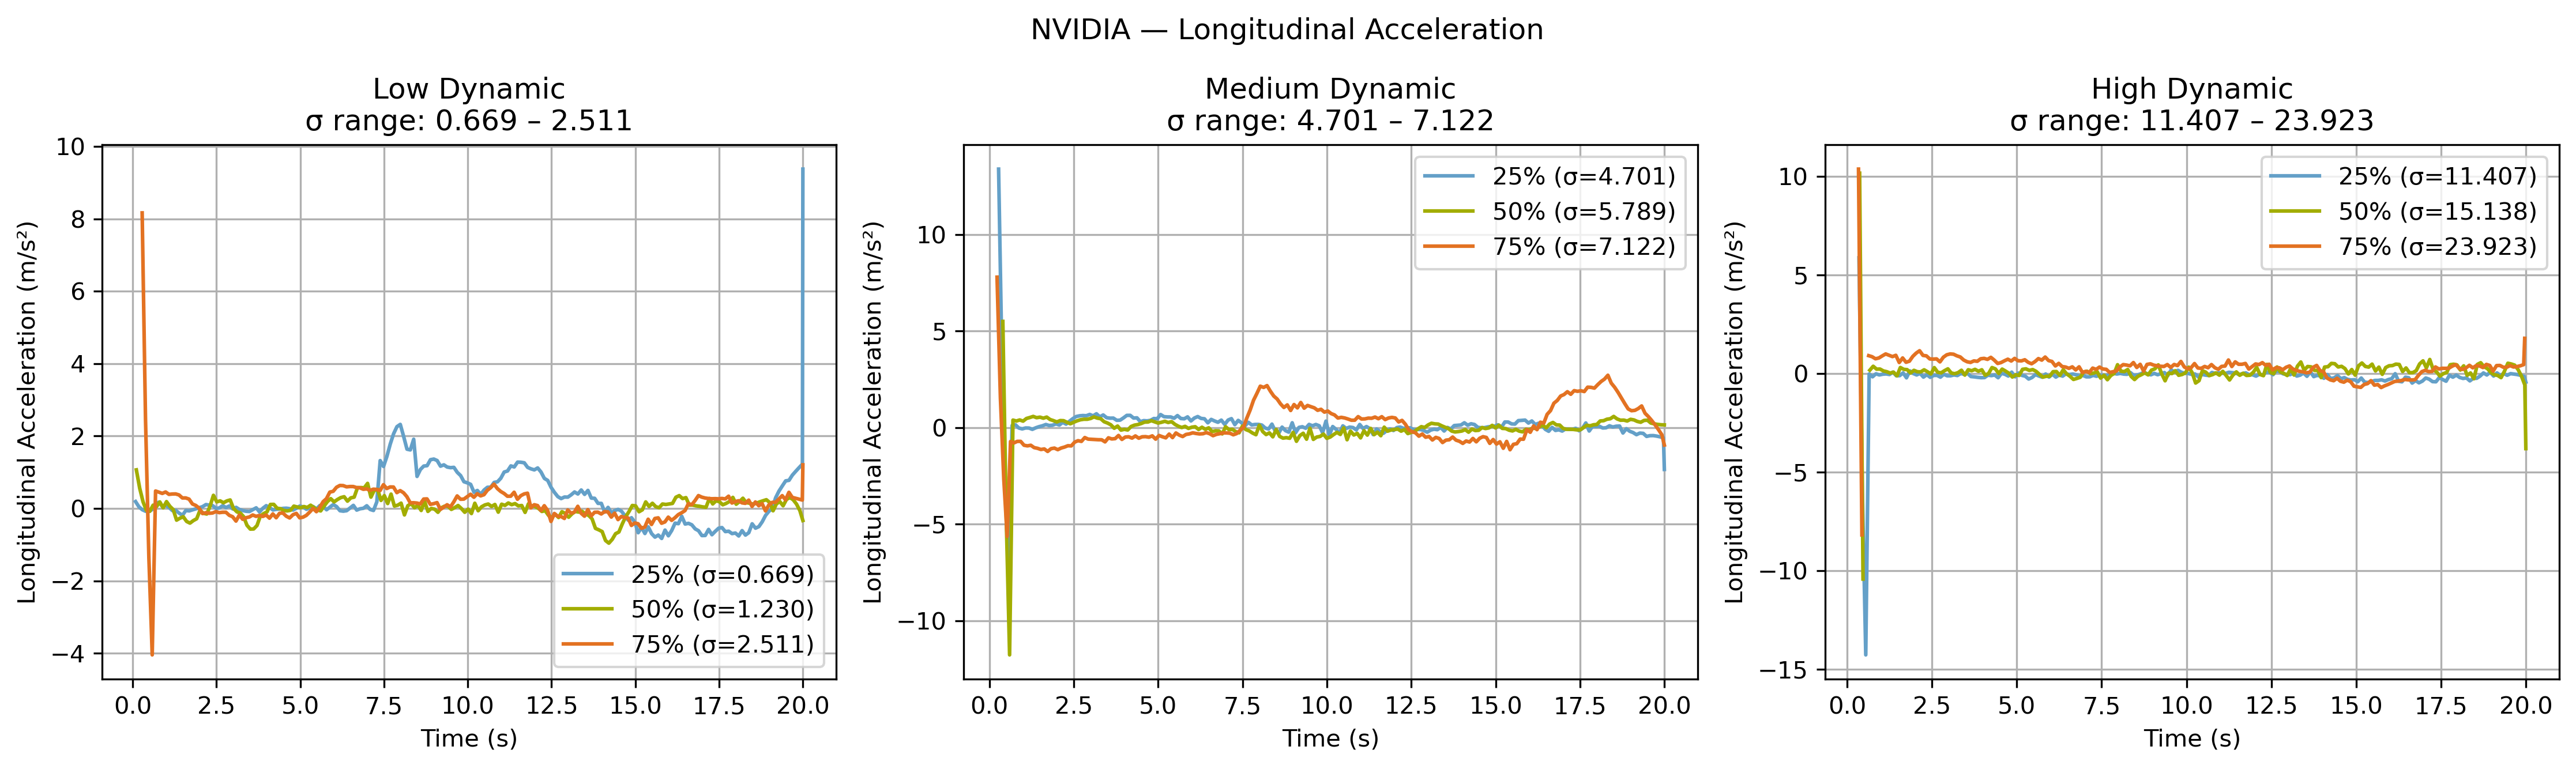 NVIDIA — Longitudinal Acceleration
Low Dynamic
σ range: 0.669 – 2.511
Longitudinal Acceleration (m/s²)
10
8
6
4
2
0
−2
−4
25% (σ=0.669)
50% (σ=1.230)
75% (σ=2.511)
0.0 2.5 5.0 7.5 10.0 12.5 15.0 17.5 20.0
Time (s)
Medium Dynamic
σ range: 4.701 – 7.122
Longitudinal Acceleration (m/s²)
10
5
0
−5
−10
25% (σ=4.701)
50% (σ=5.789)
75% (σ=7.122)
0.0 2.5 5.0 7.5 10.0 12.5 15.0 17.5 20.0
Time (s)
High Dynamic
σ range: 11.407 – 23.923
Longitudinal Acceleration (m/s²)
10
5
0
−5
−10
−15
25% (σ=11.407)
50% (σ=15.138)
75% (σ=23.923)
0.0 2.5 5.0 7.5 10.0 12.5 15.0 17.5 20.0
Time (s)